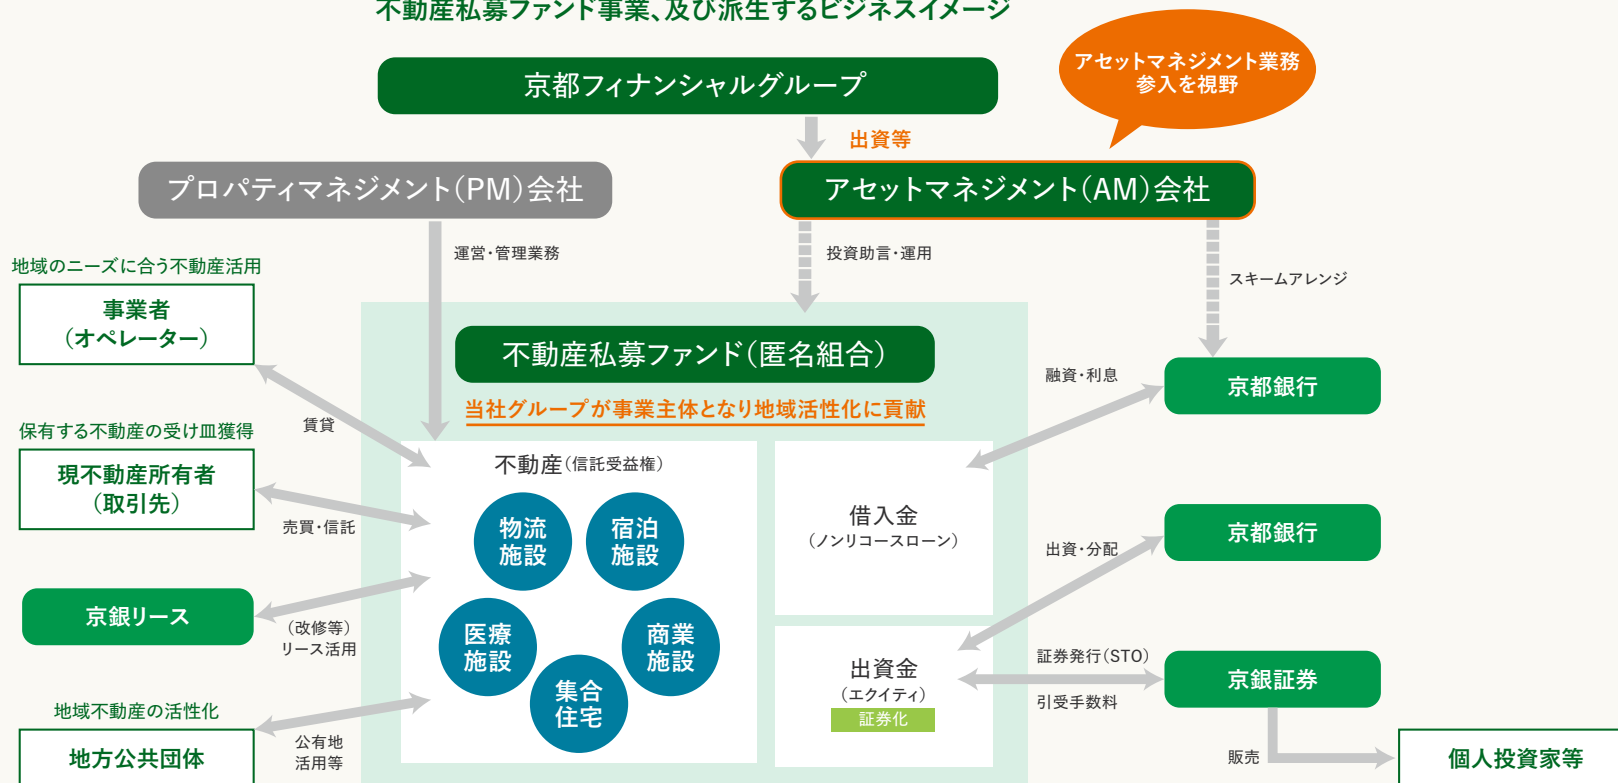 不動産私募ファンド事業、及び派生するビジネスイメージ
京都フィナンシャルグループ
アセットマネジメント業務
参入を視野
出資等
プロパティマネジメント(PM)会社
アセットマネジメント(AM)会社
運営・管理業務
投資助言・運用
スキームアレンジ
地域のニーズに合う不動産活用
事業者
(オペレーター)
賃貸
保有する不動産の受け皿獲得
現不動産所有者
(取引先)
売買・信託
京銀リース
(改修等)
リース活用
地域不動産の活性化
地方公共団体
公有地
活用等
不動産私募ファンド(匿名組合)
当社グループが事業主体となり地域活性化に貢献
不動産(信託受益権)
物流
施設
宿泊
施設
医療
施設
商業
施設
集合
住宅
借入金
(ノンリコースローン)
出資金
(エクイティ)
証券化
融資・利息
京都銀行
出資・分配
京都銀行
証券発行(STO)
引受手数料
京銀証券
販売
個人投資家等